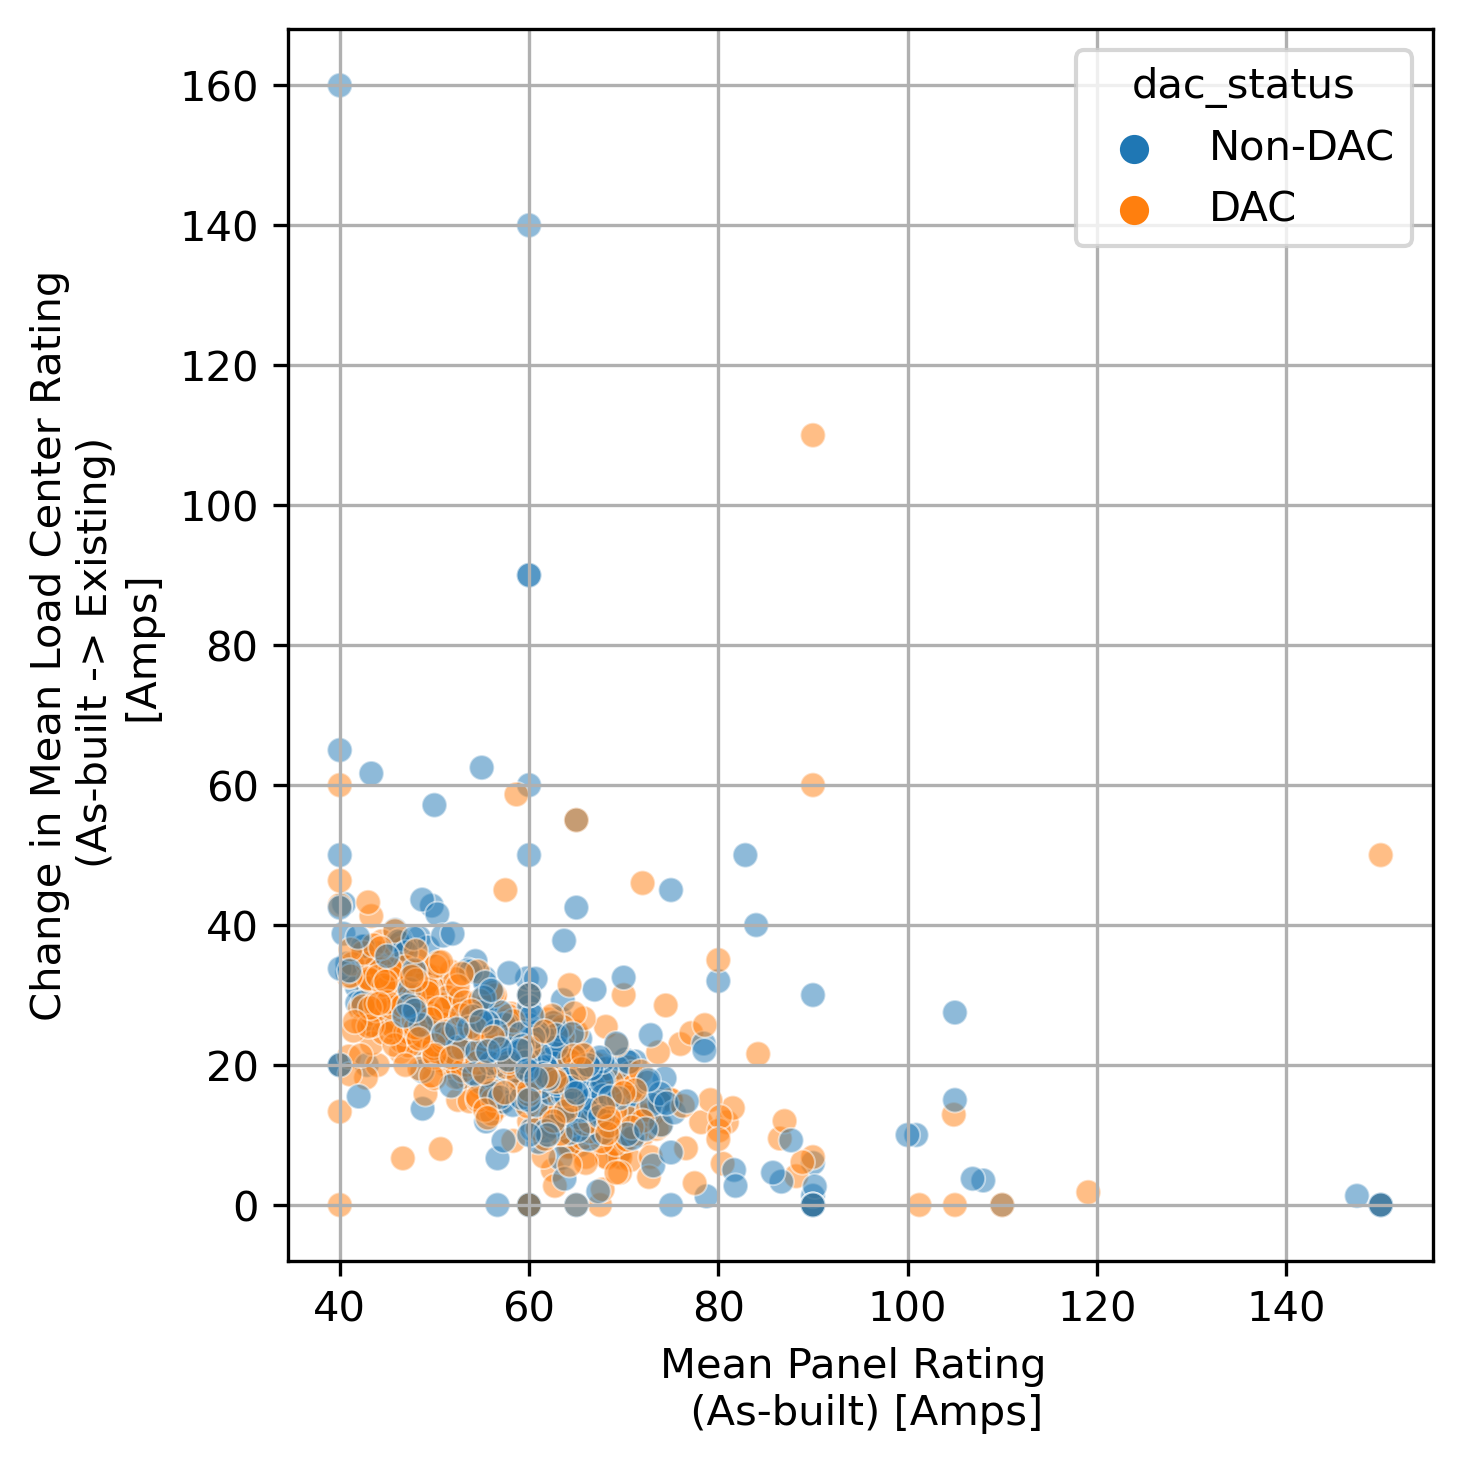 160
140
120
100
80
60
40
20
0
Change in Mean Load Center Rating
(As-built -> Existing)
[Amps]
dac_status
Non-DAC
DAC
40
60
80
100
120
140
Mean Panel Rating
(As-built) [Amps]